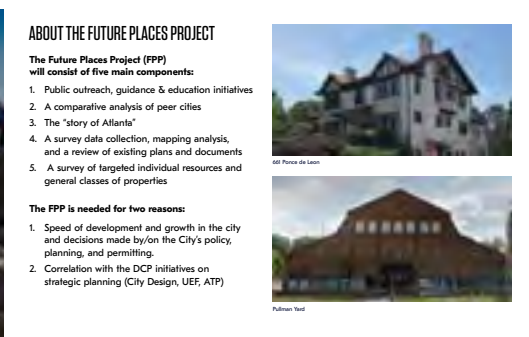 ABOUT THE FUTURE PLACES PROJECT
The Future Places Project (FPP)
will consist of five main components:
1. Public outreach, guidance & education initiatives
2. A comparative analysis of peer cities
3. The "story of Atlanta"
4. A survey data collection, mapping analysis,
and a review of existing plans and documents
5. A survey of targeted individual resources and
general classes of properties
The FPP is needed for two reasons:
1. Speed of development and growth in the city
and decisions made by/on the City's policy,
planning, and permitting.
2. Correlation with the DCP initiatives on
strategic planning (City Design, UEF, ATP)
661 Ponce de Leon
Pullman Yard